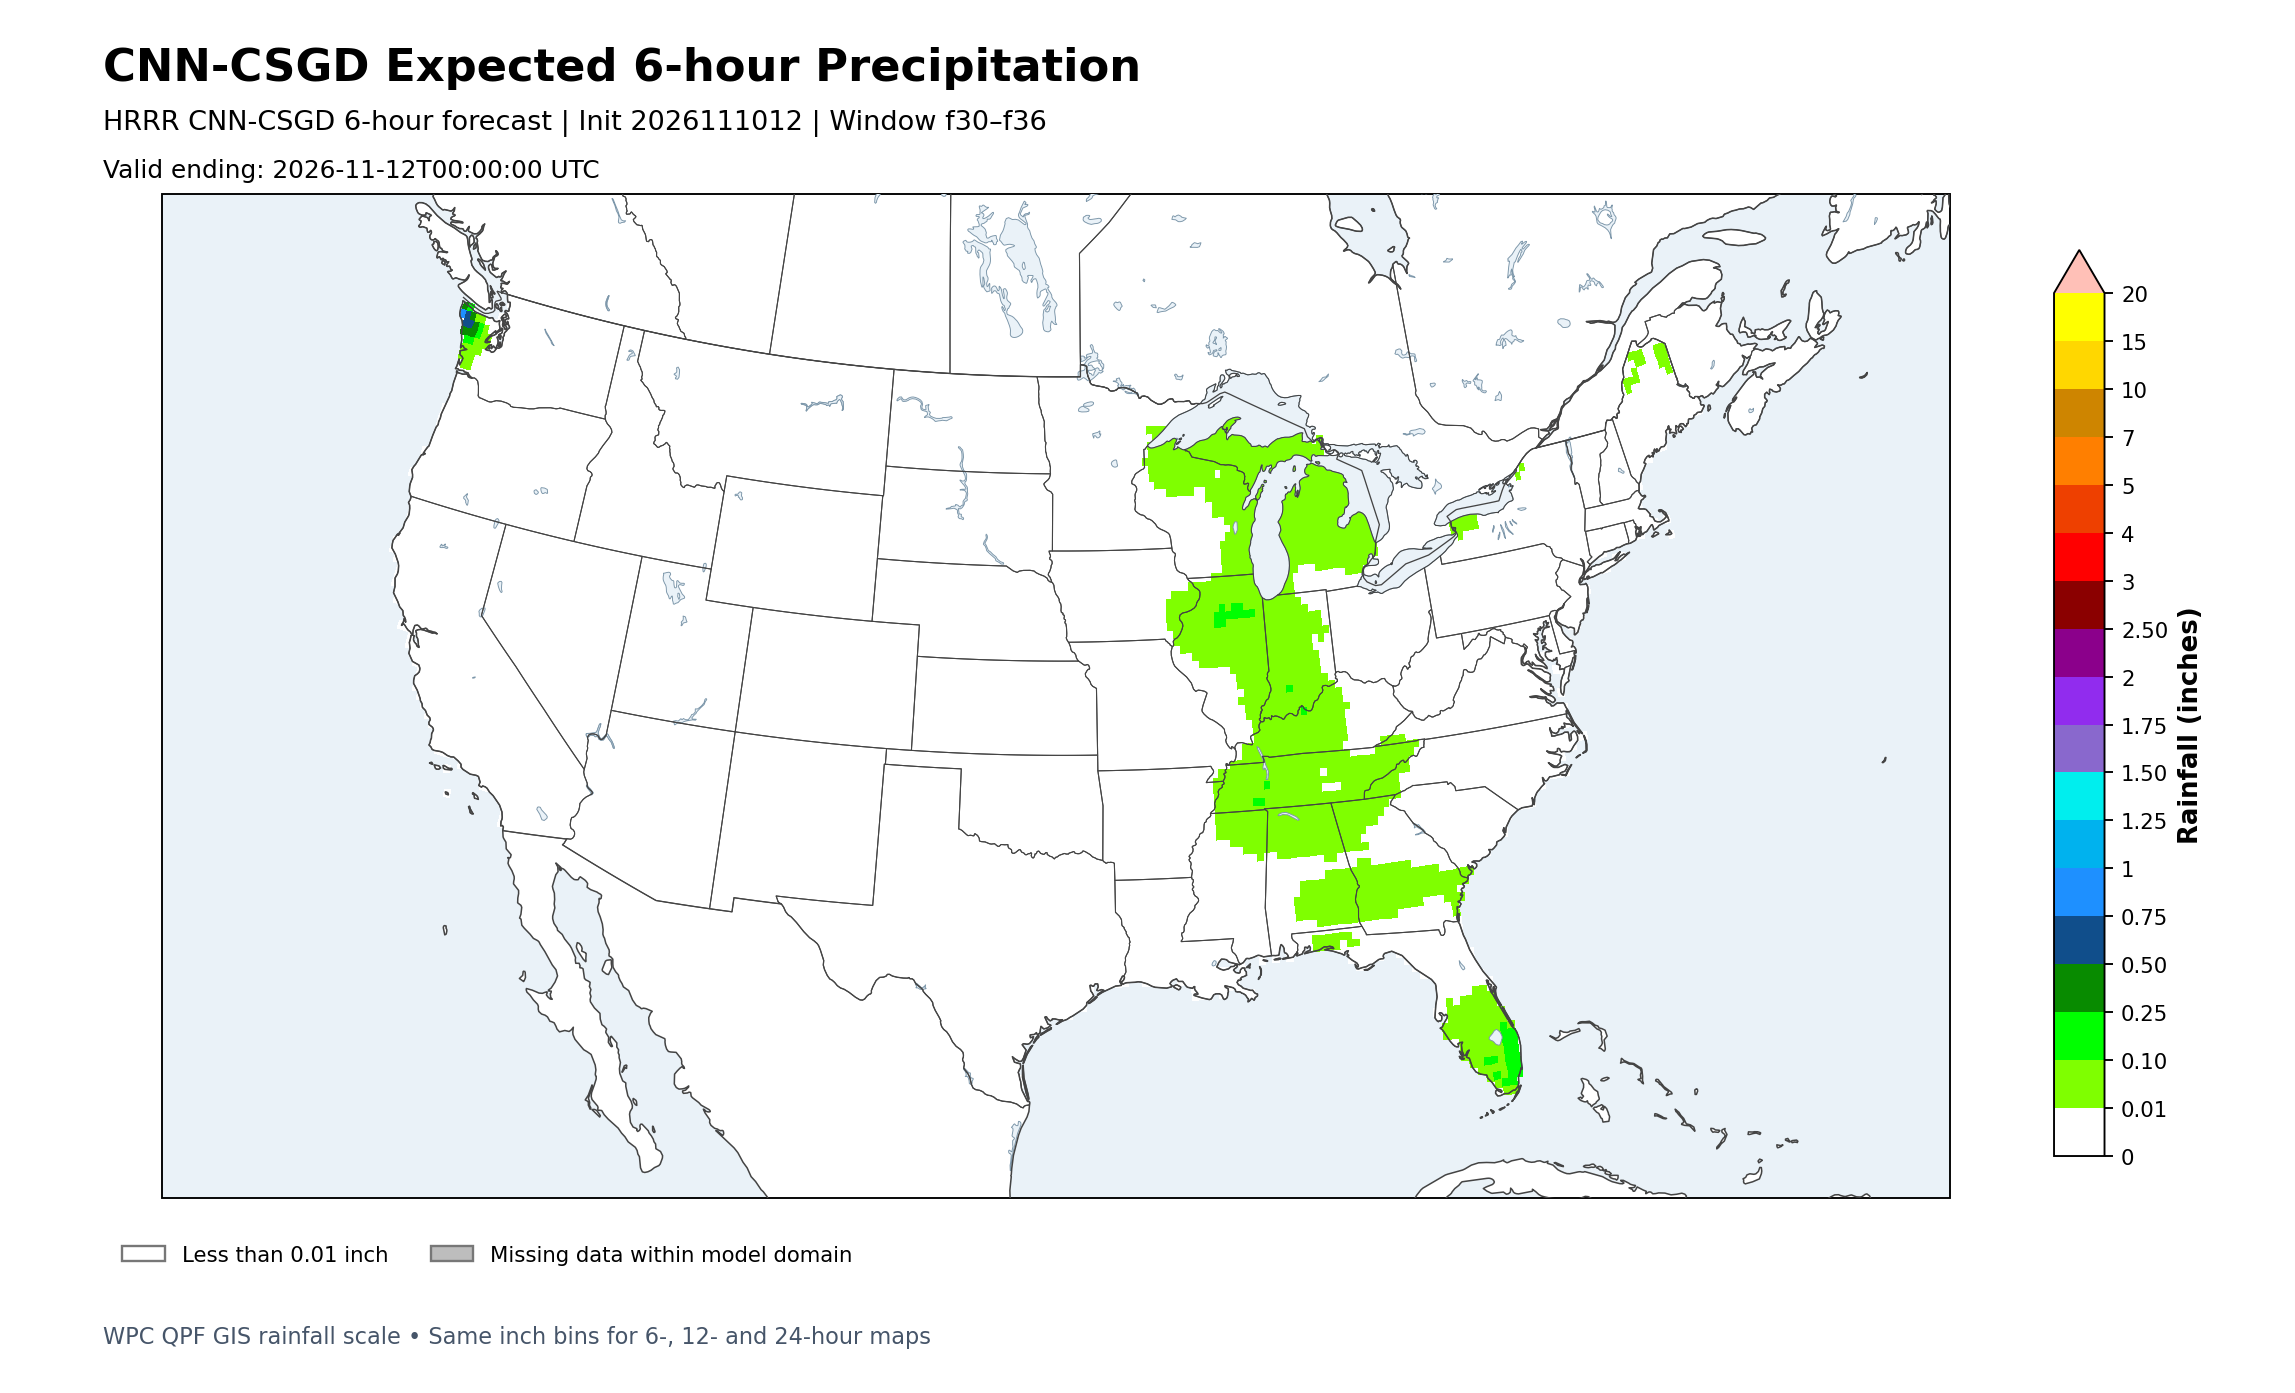 CNN-CSGD Expected 6-hour Precipitation
HRRR CNN-CSGD 6-hour forecast | Init 2026111012 | Window f30–f36
Valid ending: 2026-11-12T00:00:00 UTC
20
15
10
7
5
4
3
2.50
2
1.75
1.50
1.25
1
0.75
0.50
0.25
0.10
0.01
0
Rainfall (inches)
Less than 0.01 inch
Missing data within model domain
WPC QPF GIS rainfall scale • Same inch bins for 6-, 12- and 24-hour maps